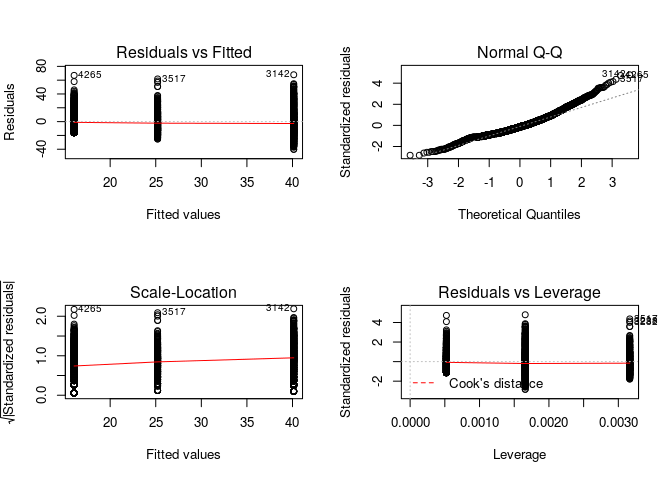 Residuals vs Fitted
Residuals
80
40
0
-40
4265
3517
3142
20 25 30 35 40
Fitted values
Normal Q-Q
Standardized residuals
4
2
0
-2
-3 -2 -1 0 1 2 3
Theoretical Quantiles
Scale-Location
√|Standardized residuals|
2.0
1.0
0.0
4265
3517
3142
20 25 30 35 40
Fitted values
Residuals vs Leverage
Standardized residuals
4
2
-2
Cook's distance
0.0000 0.0010 0.0020 0.0030
Leverage